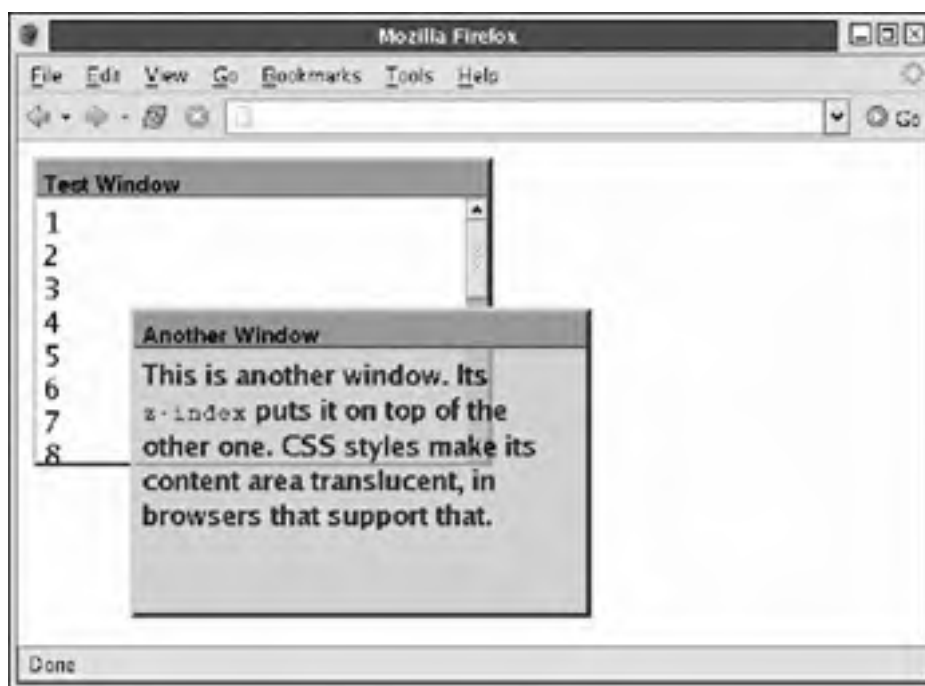 Mozilla Firefox
File Edit View Go Bookmarks Tools Help
Go
Test Window
1
2
3
4
5
6
7
8
Another Window
This is another window. Its
z-index puts it on top of the
other one. CSS styles make its
content area translucent, in
browsers that support that.
Done